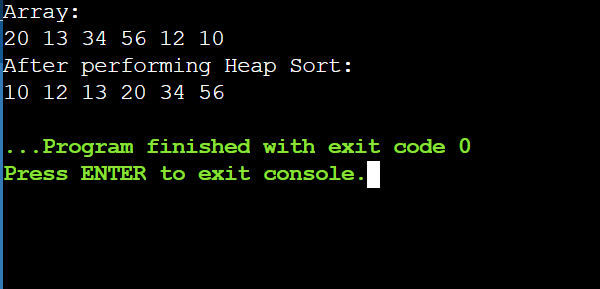 Array:
20 13 34 56 12 10
After performing Heap Sort:
10 12 13 20 34 56
...Program finished with exit code 0
Press ENTER to exit console.